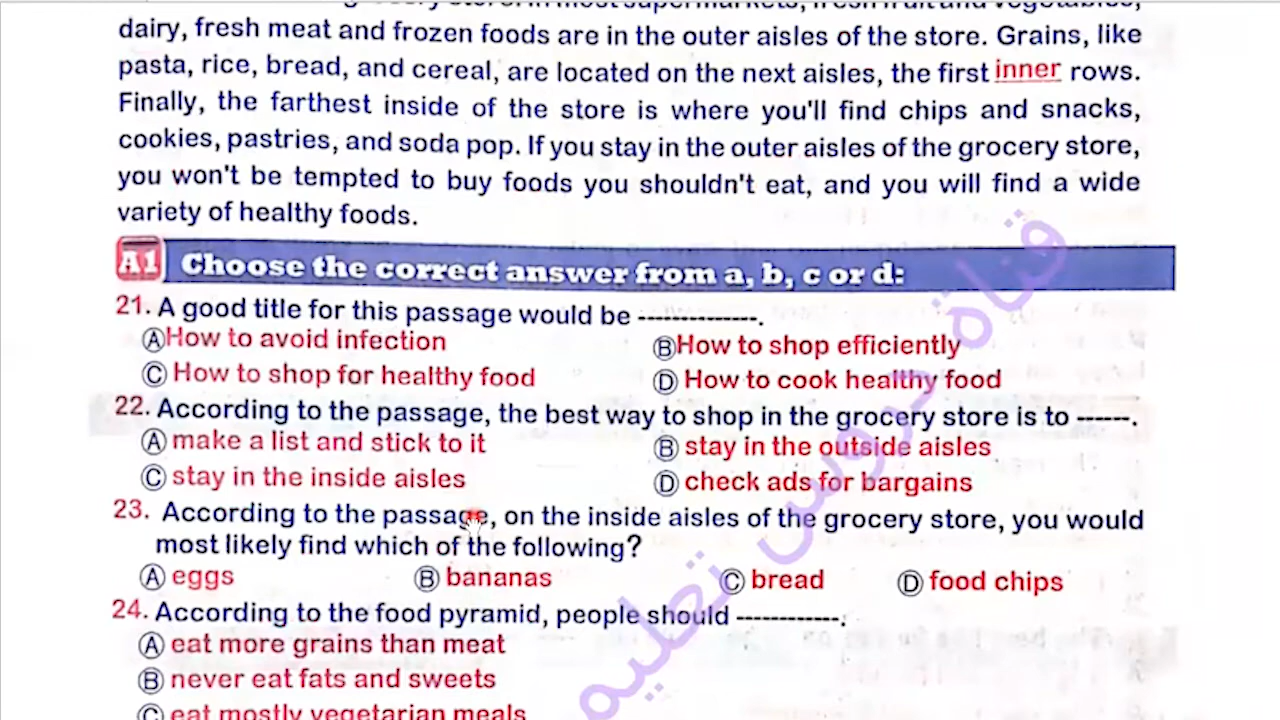 dairy, fresh meat and frozen foods are in the outer aisles of the store. Grains, like
pasta, rice, bread, and cereal, are located on the next aisles, the first inner rows.
Finally, the farthest inside of the store is where you'll find chips and snacks,
cookies, pastries, and soda pop. If you stay in the outer aisles of the grocery store,
you won't be tempted to buy foods you shouldn't eat, and you will find a wide
variety of healthy foods.
A1 Choose the correct answer from a, b, c or d:
21. A good title for this passage would be -------------.
Ⓐ How to avoid infection Ⓑ How to shop efficiently
Ⓒ How to shop for healthy food Ⓓ How to cook healthy food
22. According to the passage, the best way to shop in the grocery store is to ------.
Ⓐ make a list and stick to it Ⓑ stay in the outside aisles
Ⓒ stay in the inside aisles Ⓓ check ads for bargains
23. According to the passage, on the inside aisles of the grocery store, you would
most likely find which of the following?
Ⓐ eggs Ⓑ bananas Ⓒ bread Ⓓ food chips
24. According to the food pyramid, people should ------------.
Ⓐ eat more grains than meat
Ⓑ never eat fats and sweets
Ⓒ eat mostly vegetarian meals
قناة دروس تعليم